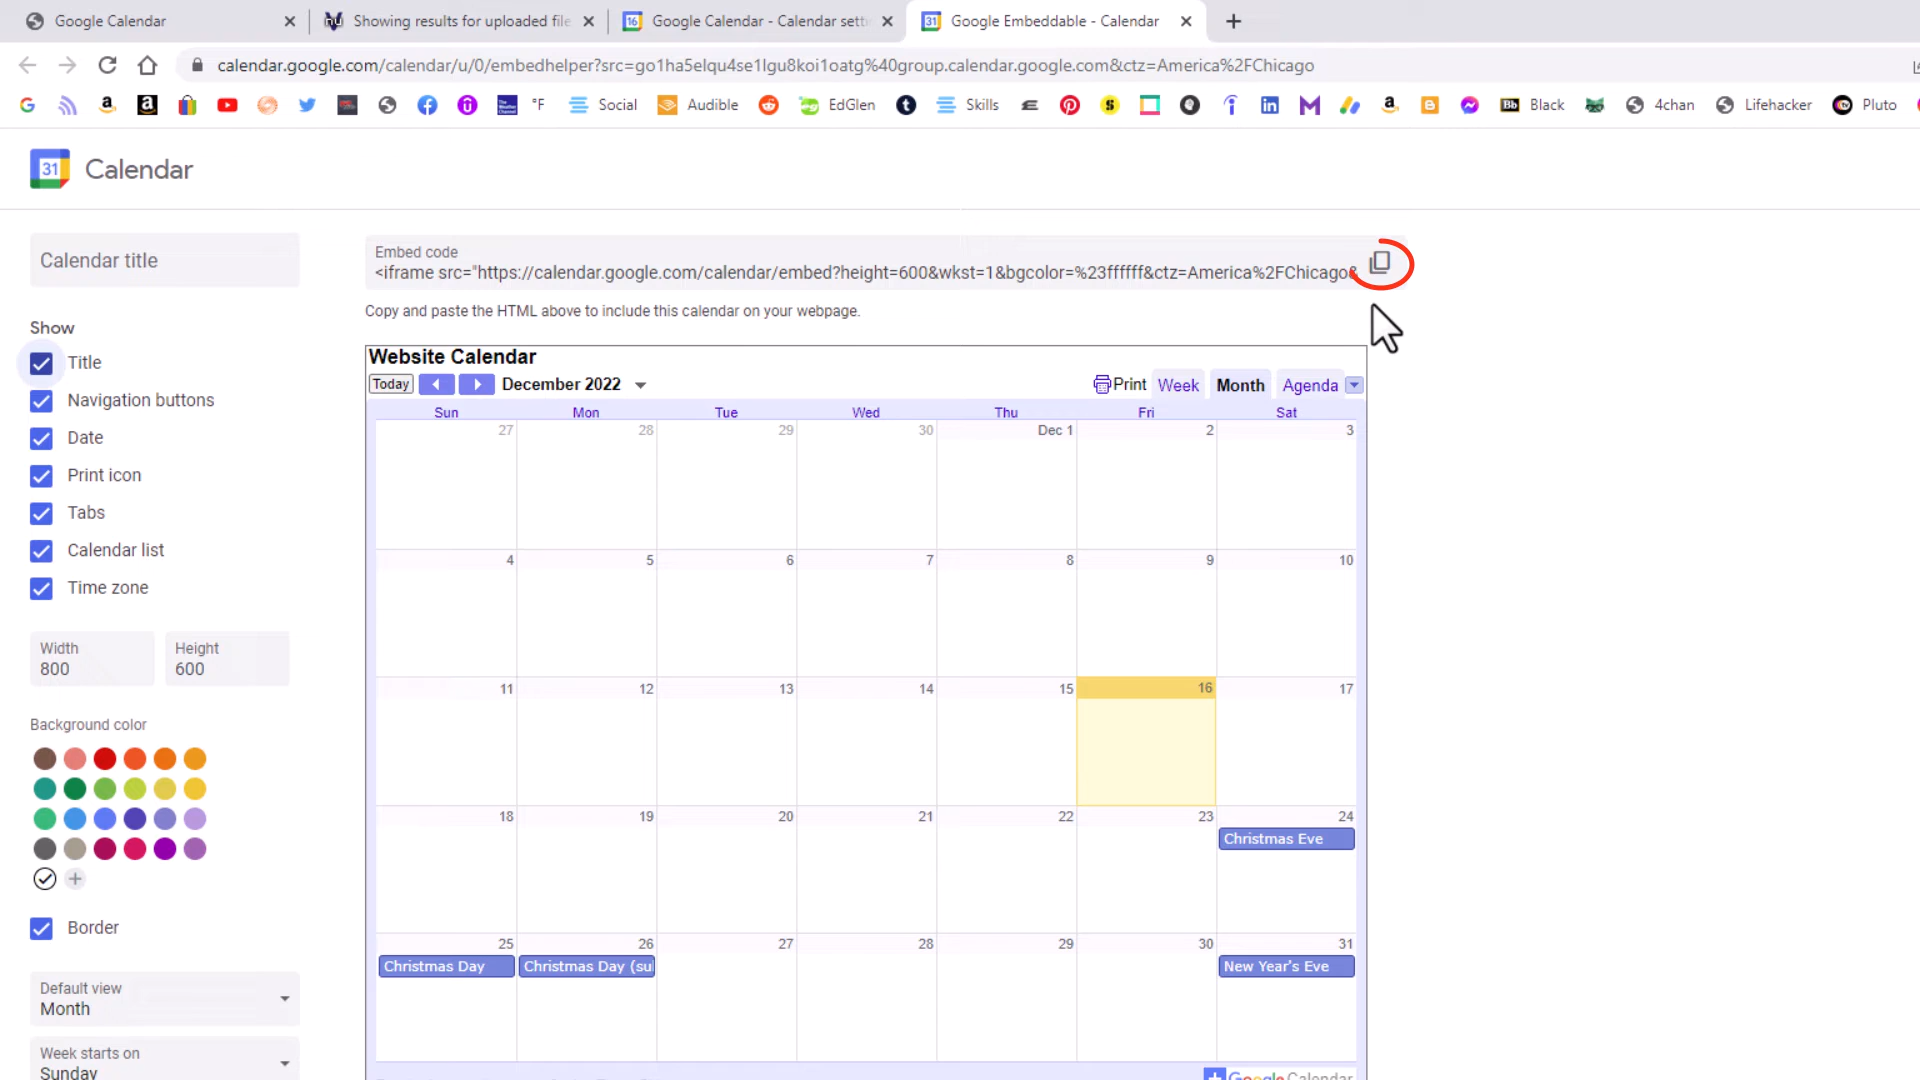 Google Calendar
Showing results for uploaded file
Google Calendar - Calendar sett
Google Embeddable - Calendar
calendar.google.com/calendar/u/0/embedhelper?src=go1ha5elqu4se1lgu8koi1oatg%40group.calendar.google.com&ctz=America%2FChicago
°F
Social
Audible
EdGlen
Skills
Black
4chan
Lifehacker
Pluto
31 Calendar
Calendar title
Embed code
<iframe src="https://calendar.google.com/calendar/embed?height=600&wkst=1&bgcolor=%23ffffff&ctz=America%2FChicago&
Copy and paste the HTML above to include this calendar on your webpage.
Show
Title
Navigation buttons
Date
Print icon
Tabs
Calendar list
Time zone
Width
800
Height
600
Background color
Border
Default view
Month
Week starts on
Sunday
Website Calendar
Today December 2022 Print Week Month Agenda
Sun Mon Tue Wed Thu Fri Sat
27 28 29 30 Dec 1 2 3
4 5 6 7 8 9 10
11 12 13 14 15 16 17
18 19 20 21 22 23 24
Christmas Eve
25 26 27 28 29 30 31
Christmas Day Christmas Day (su New Year's Eve
Google Calendar